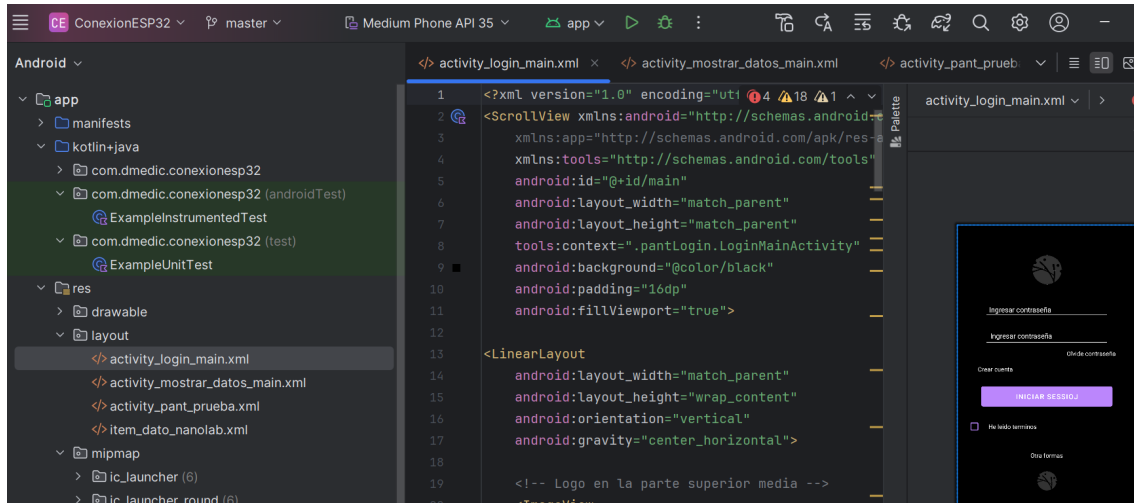 CE ConexionESP32 master Medium Phone API 35 app
Android
app
manifests
kotlin+java
com.dmedic.conexionesp32
com.dmedic.conexionesp32 (androidTest)
ExampleInstrumentedTest
com.dmedic.conexionesp32 (test)
ExampleUnitTest
res
drawable
layout
</> activity_login_main.xml
</> activity_mostrar_datos_main.xml
</> activity_pant_prueba.xml
</> item_dato_nanolab.xml
mipmap
ic_launcher (6)
ic_launcher_round (6)
</> activity_login_main.xml × </> activity_mostrar_datos_main.xml </> activity_pant_prueb
4 18 1
1 <?xml version="1.0" encoding="utf
2 <ScrollView xmlns:android="http://schemas.android.c
3 xmlns:app="http://schemas.android.com/apk/res-a
4 xmlns:tools="http://schemas.android.com/tools"
5 android:id="@+id/main"
6 android:layout_width="match_parent"
7 android:layout_height="match_parent"
8 tools:context=".pantLogin.LoginMainActivity"
9 android:background="@color/black"
10 android:padding="16dp"
11 android:fillViewport="true">
12
13 <LinearLayout
14 android:layout_width="match_parent"
15 android:layout_height="wrap_content"
16 android:orientation="vertical"
17 android:gravity="center_horizontal">
18
19 <!-- Logo en la parte superior media -->
<ImageView
Palette
activity_login_main.xml
Ingresar contraseña
Ingresar contraseña
Olvide contraseña
Crear cuenta
INICIAR SESSIOJ
He leido terminos
Otra formas